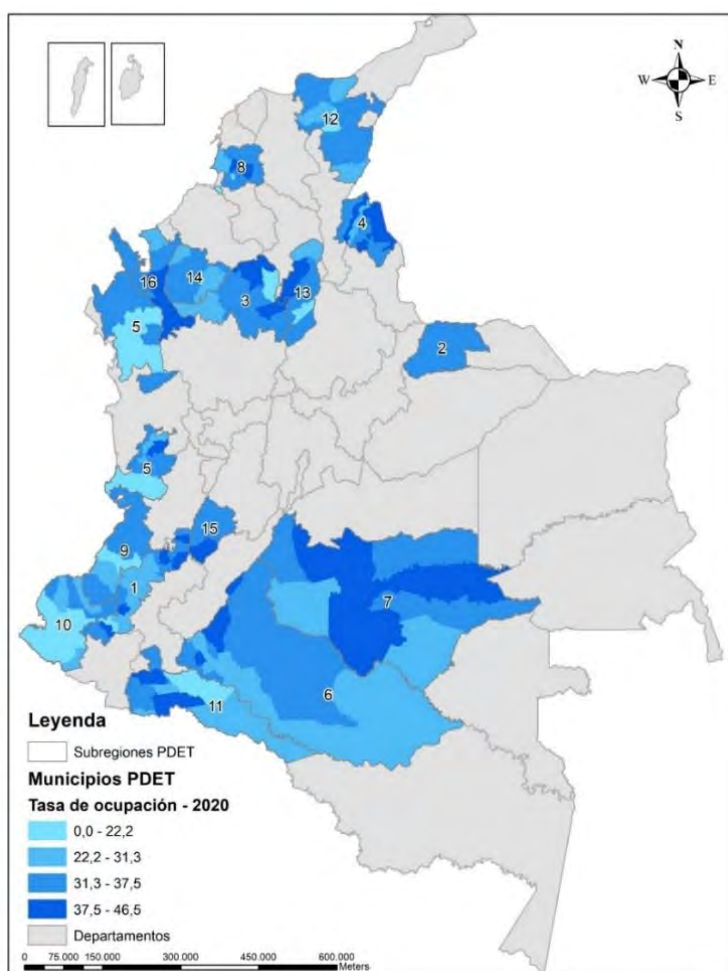 N
W E
S
12
8
4
16
14
3
13
5
2
5
15
9
1
10
7
6
11
Leyenda
Subregiones PDET
Municipios PDET
Tasa de ocupación - 2020
0,0 - 22,2
22,2 - 31,3
31,3 - 37,5
37,5 - 46,5
Departamentos
0 75.000 150.000 300.000 450.000 600.000
Meters